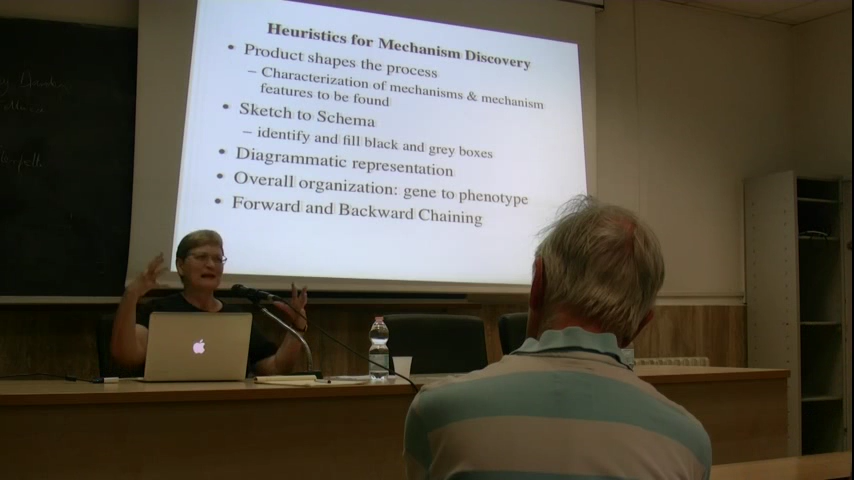 Heuristics for Mechanism Discovery
• Product shapes the process
– Characterization of mechanisms & mechanism
features to be found
• Sketch to Schema
– identify and fill black and grey boxes
• Diagrammatic representation
• Overall organization: gene to phenotype
• Forward and Backward Chaining